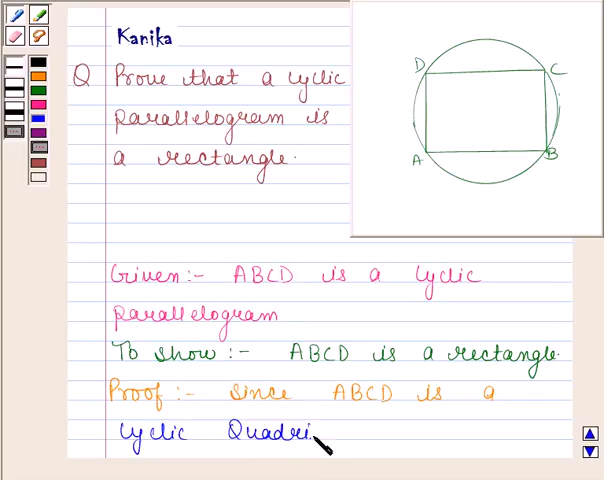 Kanika
Q Prove that a cyclic
parallelogram is
a rectangle.
D C
A B
Given:- ABCD is a cyclic
parallelogram
To show:- ABCD is a rectangle.
Proof:- Since ABCD is a
cyclic Quadri